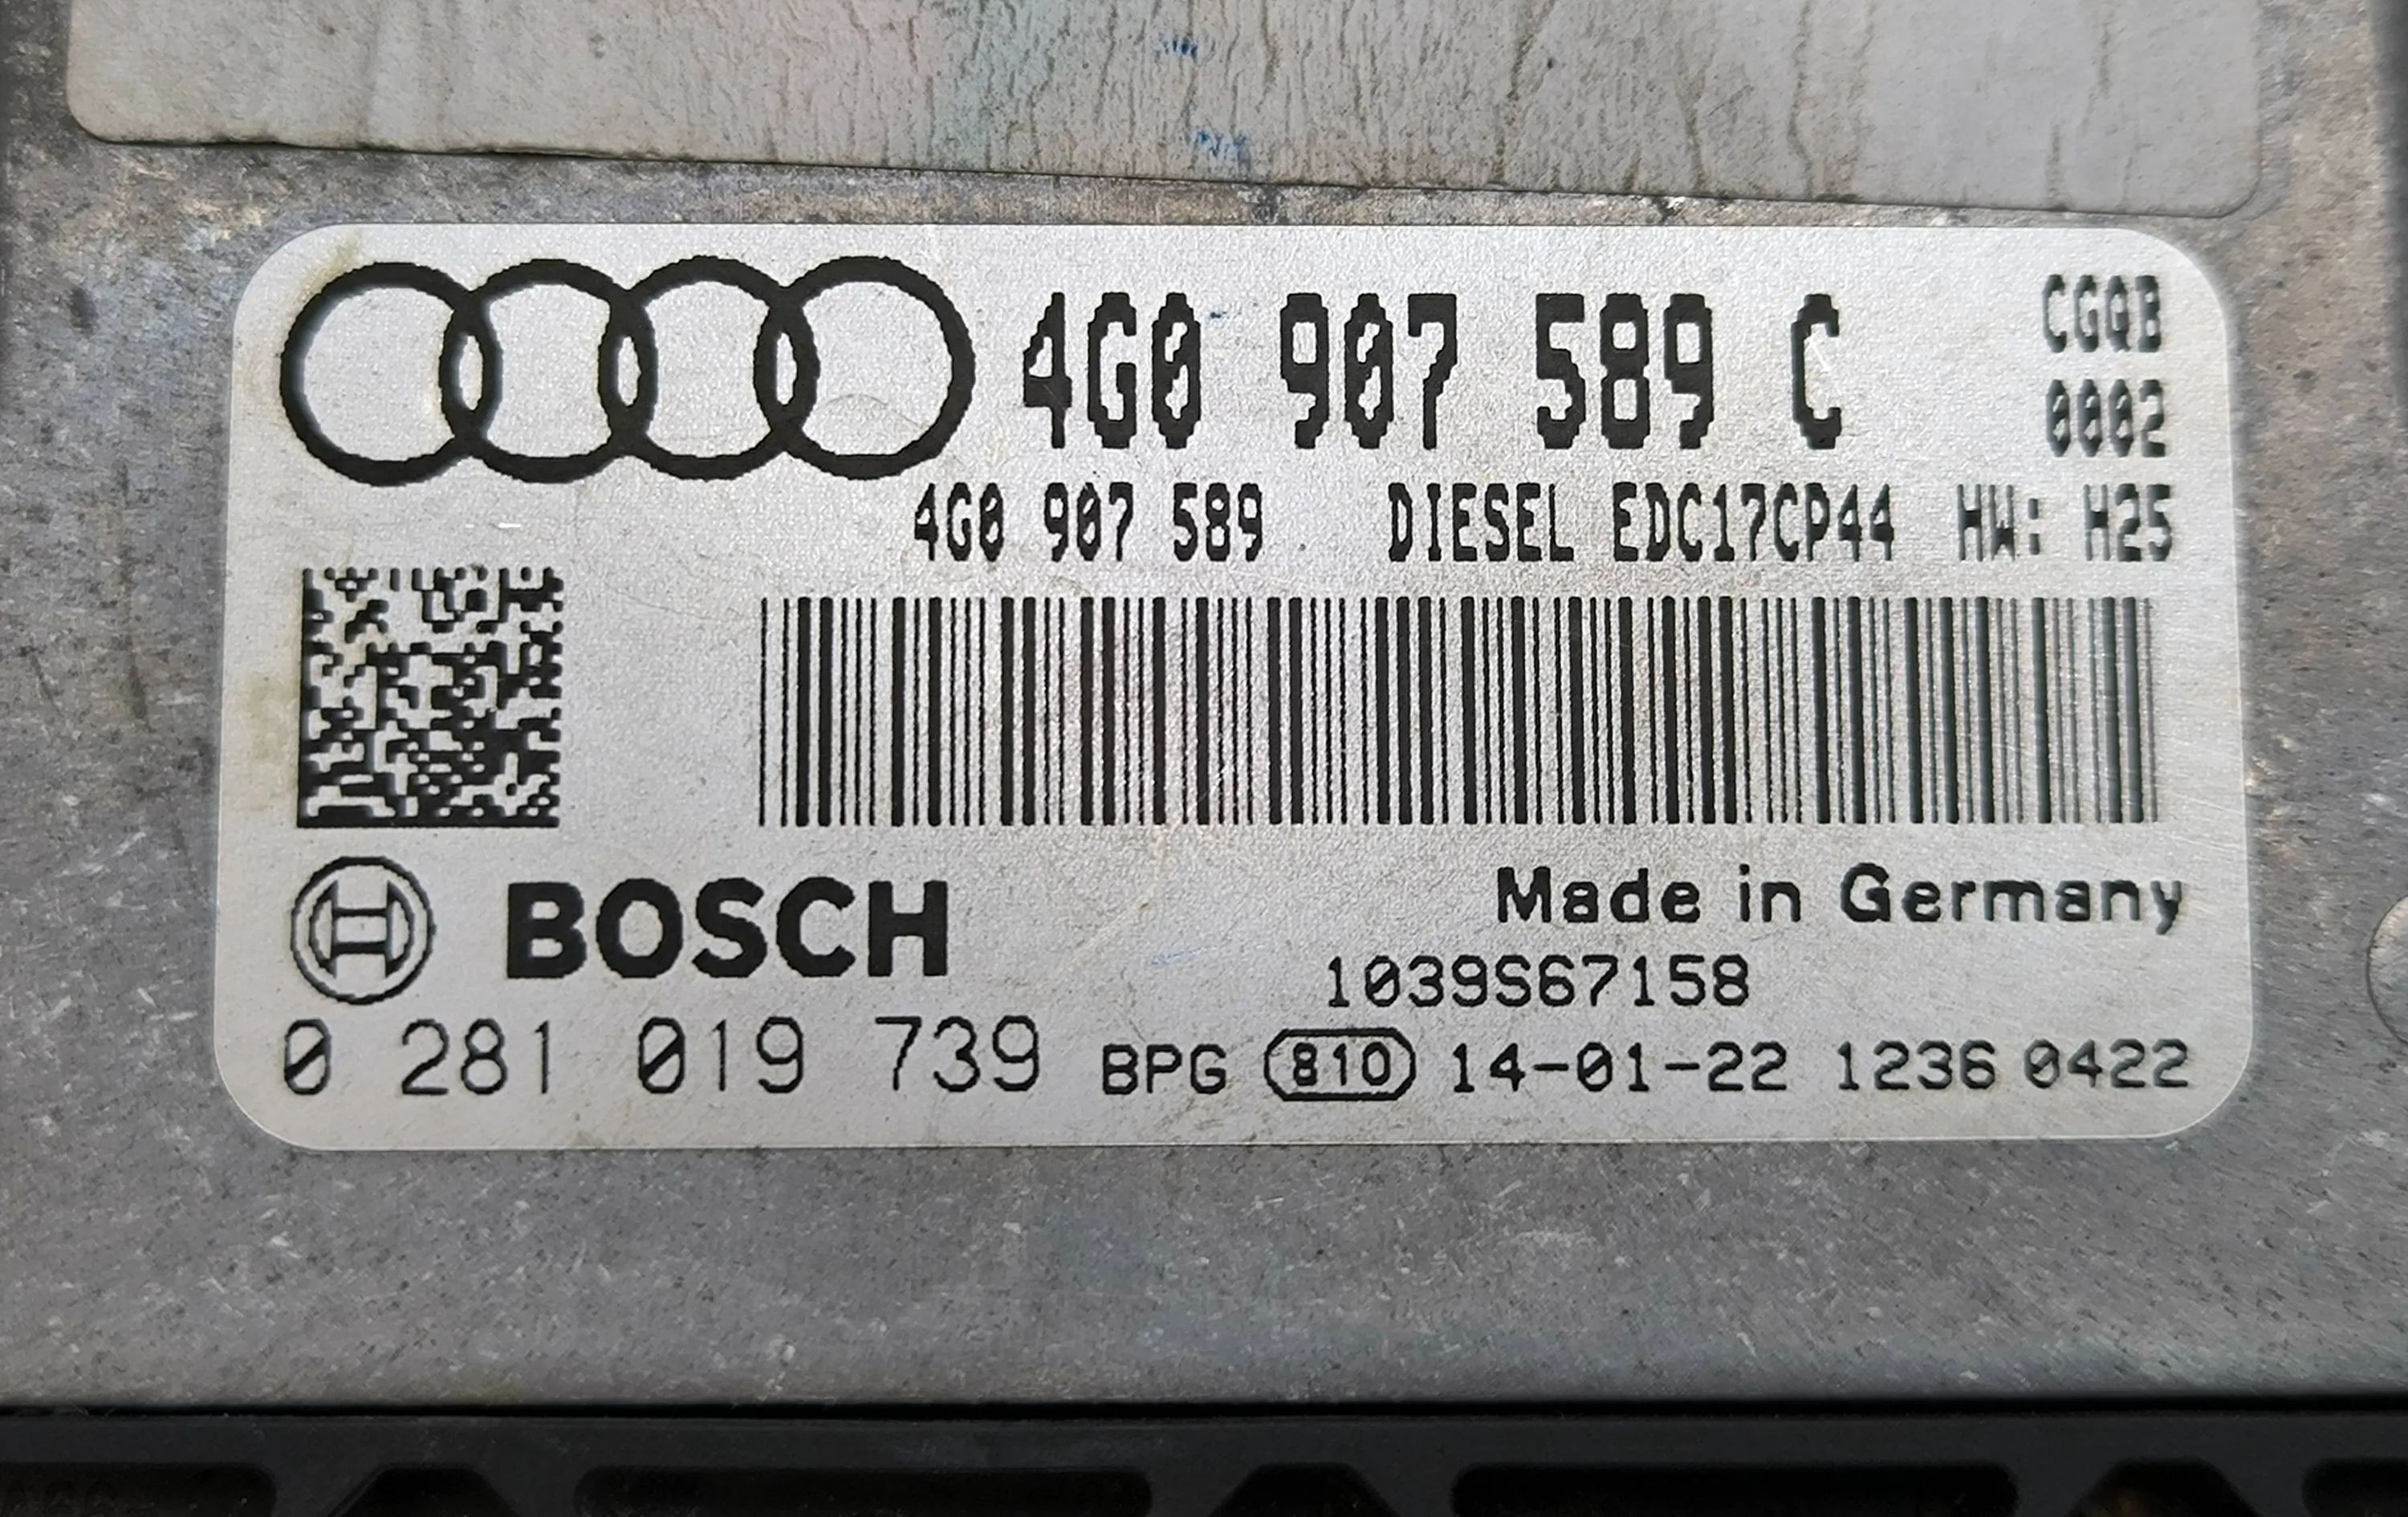 4G0 907 589 C
CGQB
0002
4G0 907 589 DIESEL EDC17CP44 HW: H25
BOSCH
Made in Germany
1039S67158
0 281 019 739 BPG 810 14-01-22 1236 0422